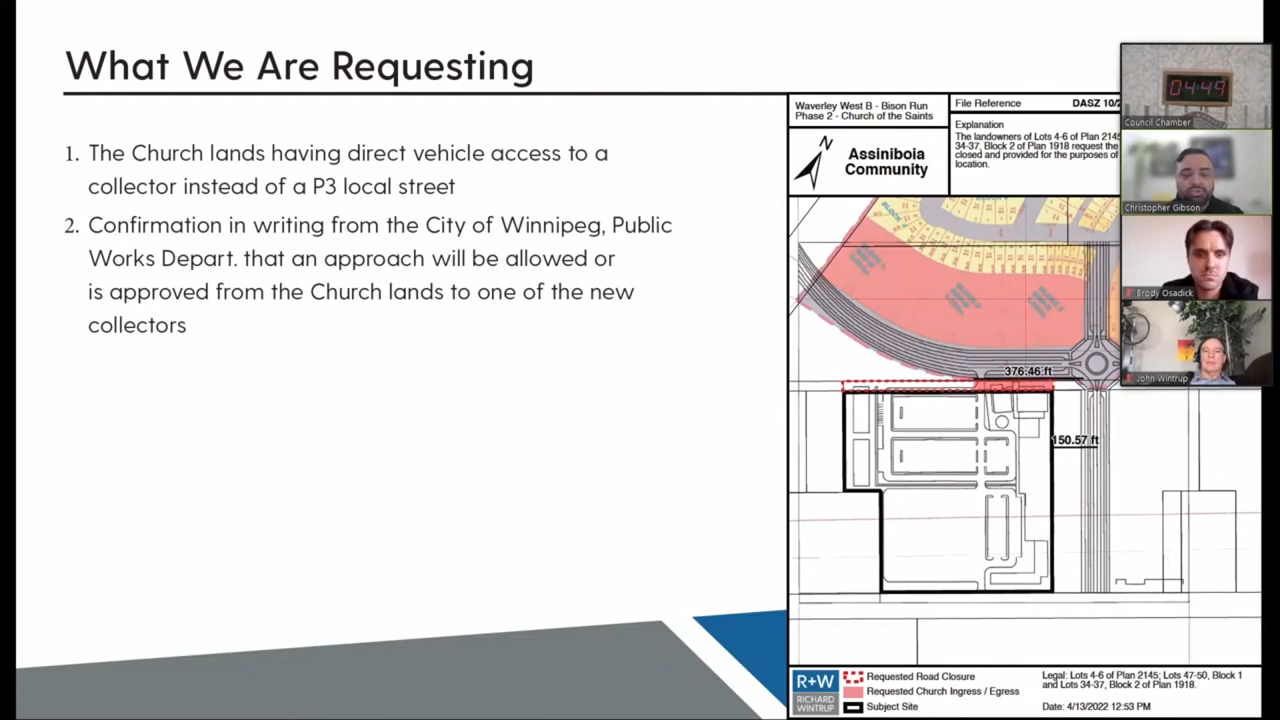 What We Are Requesting
1. The Church lands having direct vehicle access to a
collector instead of a P3 local street
2. Confirmation in writing from the City of Winnipeg, Public
Works Depart. that an approach will be allowed or
is approved from the Church lands to one of the new
collectors
Waverley West B - Bison Run
Phase 2 - Church of the Saints
File Reference
DASZ 10/2
Explanation
The landowners of Lots 4-6 of Plan 2145
34-37, Block 2 of Plan 1918 request the
closed and provided for the purposes of
location.
N
Assiniboia
Community
376.46 ft
150.57 ft
R+W
RICHARD
WINTRUP
Requested Road Closure
Requested Church Ingress / Egress
Subject Site
Legal: Lots 4-6 of Plan 2145; Lots 47-50, Block 1
and Lots 34-37, Block 2 of Plan 1918.
Date: 4/13/2022 12:53 PM
04:49
Council Chamber
Christopher Gibson
Brody Osadick
John Wintrup